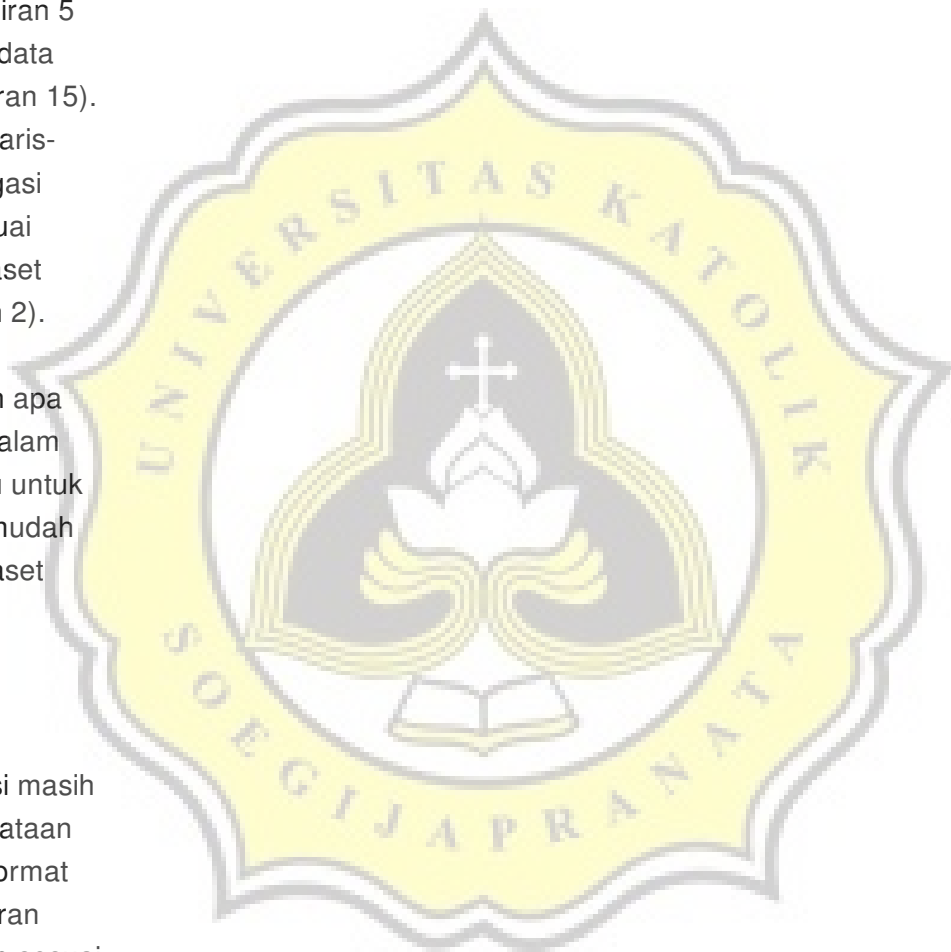 iran 5
data
ran 15).
aris-
gasi
uai
set
n 2).
n apa
alam
untuk
nudah
aset
si masih
ataan
ormat
ran
UNIVERSITAS KATOLIK
SOEGIJAPRANATA